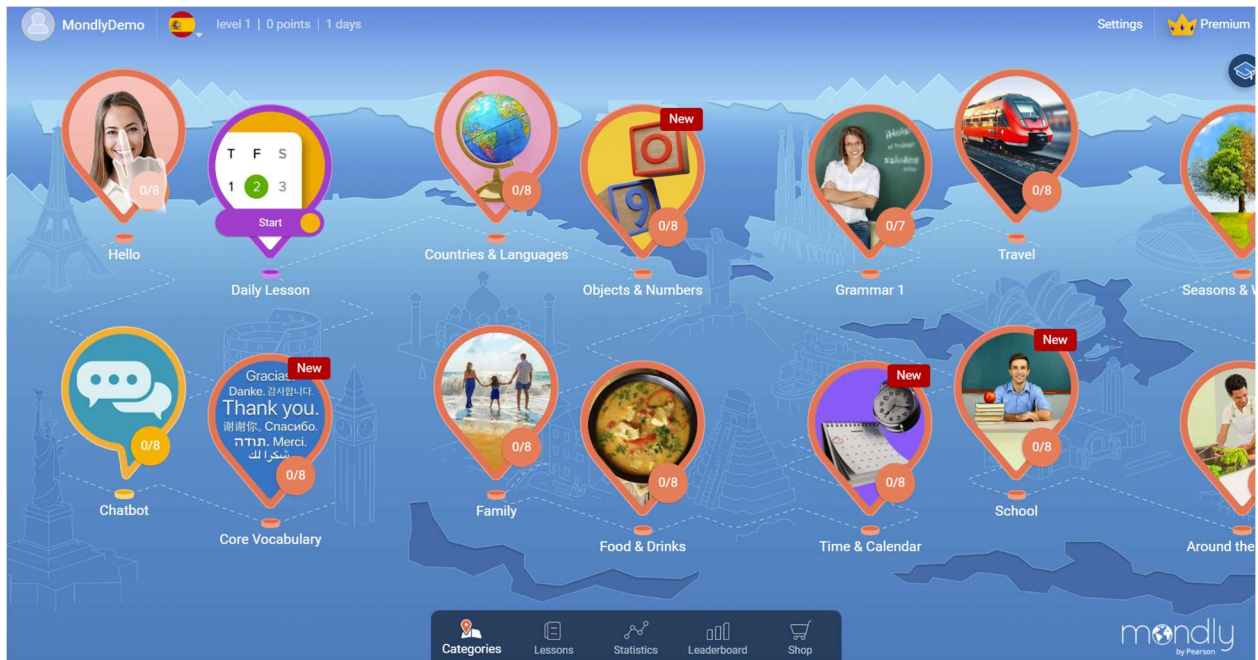 MondlyDemo
level 1 | 0 points | 1 days
Settings
Premium
T F S
1 2 3
Start
0/8
Hello
Daily Lesson
0/8
Countries & Languages
New
0/8
Objects & Numbers
¡Hola
el trabajo
saludos
0/7
Grammar 1
0/8
Travel
Seasons &
0/8
Chatbot
New
Gracias.
Danke. 감사합니다.
Thank you.
谢谢你。Спасибо.
תודה. Merci.
شكرا لك
0/8
Core Vocabulary
0/8
Family
0/8
Food & Drinks
New
0/8
Time & Calendar
New
0/8
School
Around the
Categories
Lessons
Statistics
Leaderboard
Shop
mondly
by Pearson